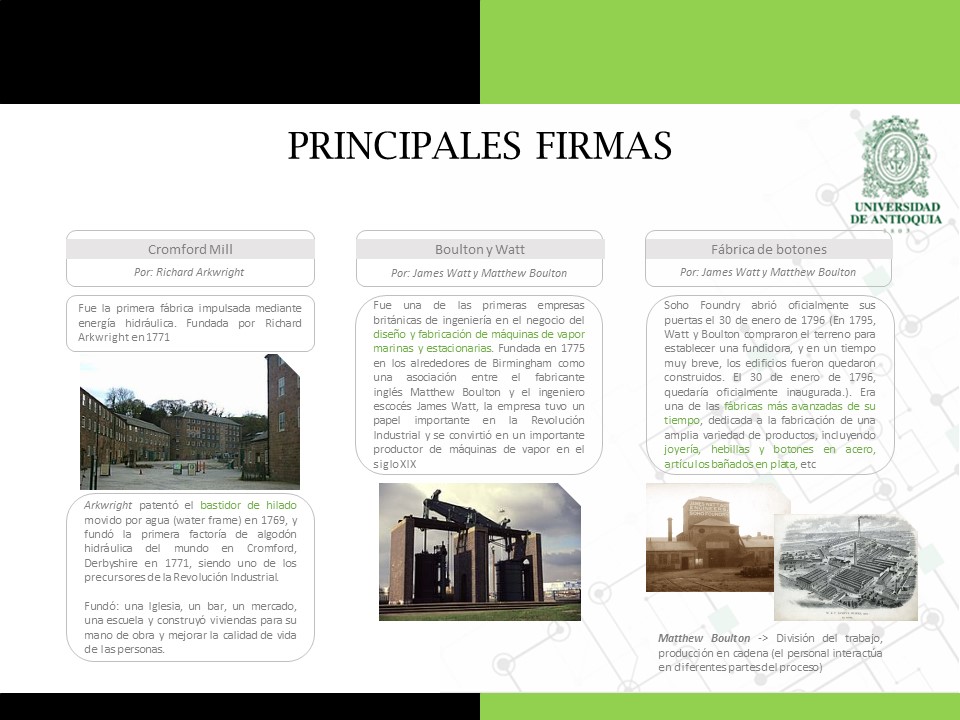 PRINCIPALES FIRMAS
UNIVERSIDAD
DE ANTIOQUIA
1803
Cromford Mill
Por: Richard Arkwright
Fue la primera fábrica impulsada mediante
energía hidráulica. Fundada por Richard
Arkwright en 1771
Arkwright patentó el bastidor de hilado
movido por agua (water frame) en 1769, y
fundó la primera factoría de algodón
hidráulica del mundo en Cromford,
Derbyshire en 1771, siendo uno de los
precursores de la Revolución Industrial.
Fundó: una Iglesia, un bar, un mercado,
una escuela y construyó viviendas para su
mano de obra y mejorar la calidad de vida
de las personas.
Boulton y Watt
Por: James Watt y Matthew Boulton
Fue una de las primeras empresas
británicas de ingeniería en el negocio del
diseño y fabricación de máquinas de vapor
marinas y estacionarias. Fundada en 1775
en los alrededores de Birmingham como
una asociación entre el fabricante
inglés Matthew Boulton y el ingeniero
escocés James Watt, la empresa tuvo un
papel importante en la Revolución
Industrial y se convirtió en un importante
productor de máquinas de vapor en el
siglo XIX
Fábrica de botones
Por: James Watt y Matthew Boulton
Soho Foundry abrió oficialmente sus
puertas el 30 de enero de 1796 (En 1795,
Watt y Boulton compraron el terreno para
establecer una fundidora, y en un tiempo
muy breve, los edificios fueron quedaron
construidos. El 30 de enero de 1796,
quedaría oficialmente inaugurada.). Era
una de las fábricas más avanzadas de su
tiempo, dedicada a la fabricación de una
amplia variedad de productos, incluyendo
joyería, hebillas y botones en acero,
artículos bañados en plata, etc
Matthew Boulton -> División del trabajo,
producción en cadena (el personal interactúa
en diferentes partes del proceso)